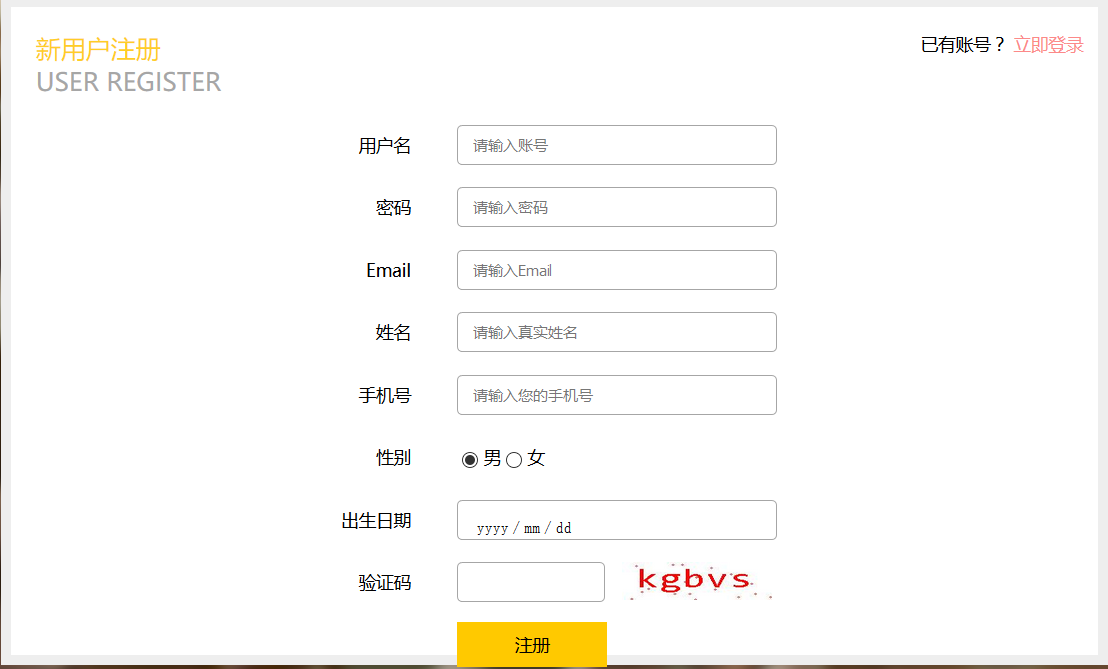 新用户注册
USER REGISTER
已有账号？立即登录
用户名 请输入账号
密码 请输入密码
Email 请输入Email
姓名 请输入真实姓名
手机号 请输入您的手机号
性别 男 女
出生日期 yyyy/mm/dd
验证码 kgbvs
注册